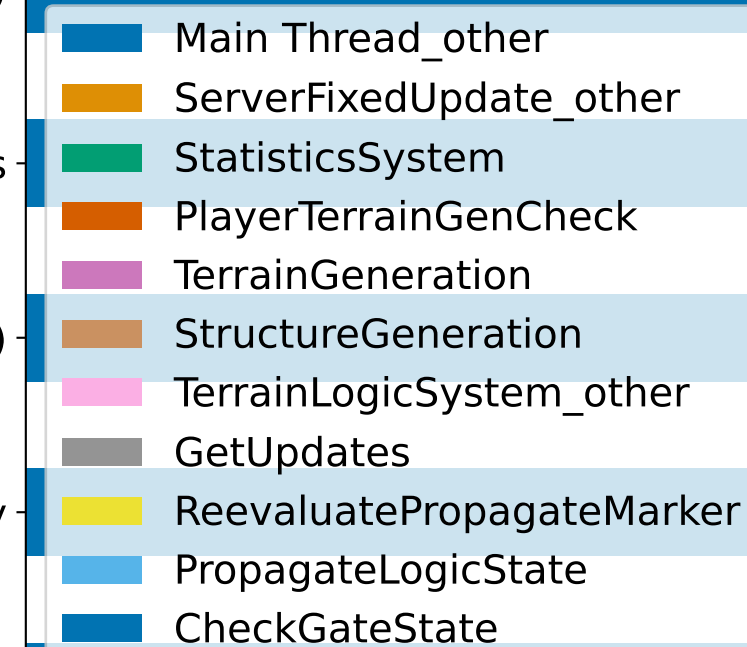 Main Thread_other
ServerFixedUpdate_other
StatisticsSystem
PlayerTerrainGenCheck
TerrainGeneration
StructureGeneration
TerrainLogicSystem_other
GetUpdates
ReevaluatePropagateMarker
PropagateLogicState
CheckGateState